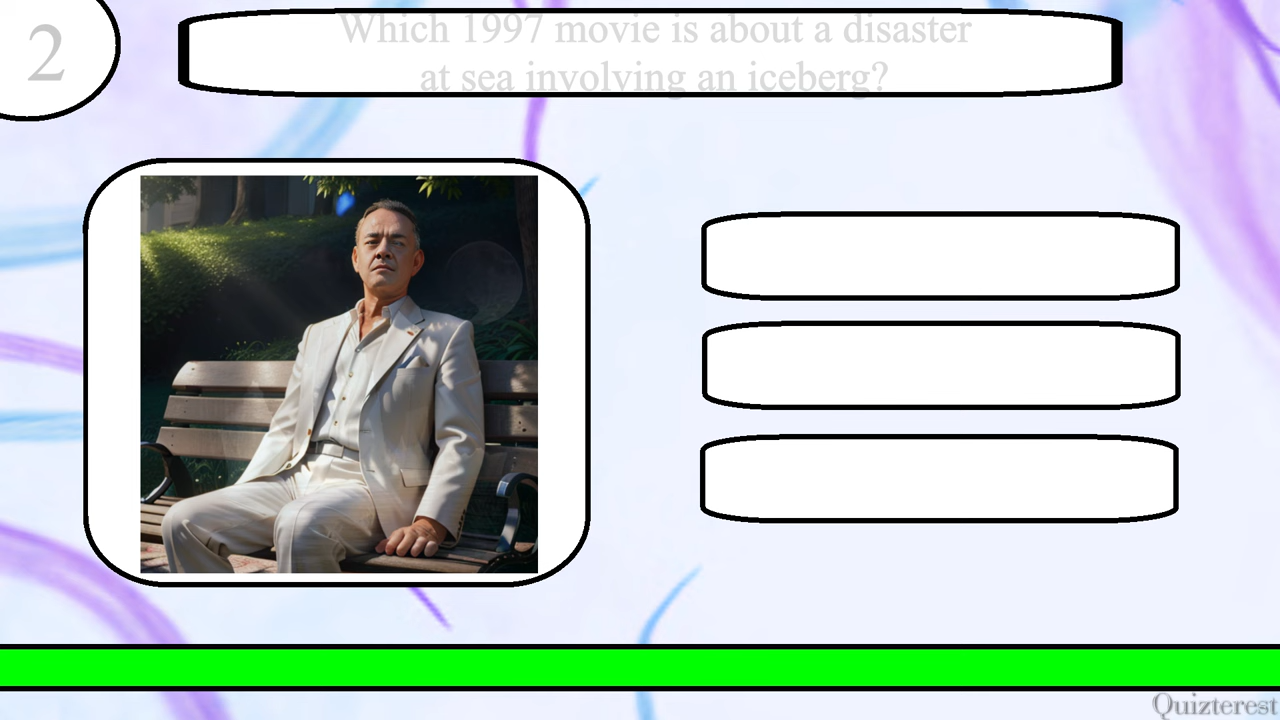 2
Which 1997 movie is about a disaster
at sea involving an iceberg?
Quizterest